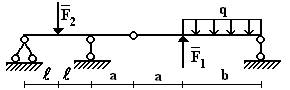 F̅₂ q
F̅₁
ℓ ℓ a a b